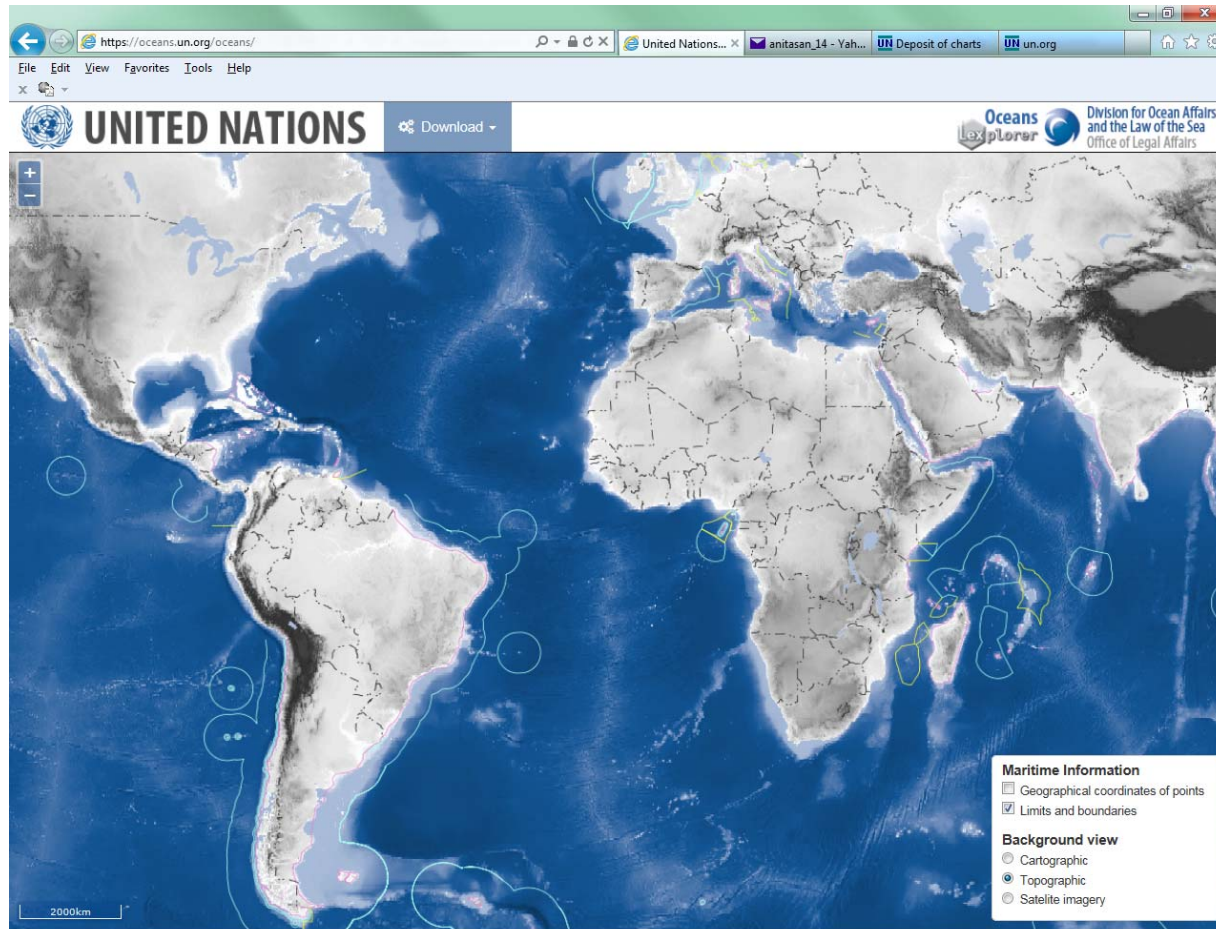 https://oceans.un.org/oceans/
United Nations...
anitasan_14 - Yah...
UN Deposit of charts
UN un.org
File Edit View Favorites Tools Help
UNITED NATIONS
Download
Oceans
Lexplorer
Division for Ocean Affairs
and the Law of the Sea
Office of Legal Affairs
+
−
Maritime Information
Geographical coordinates of points
Limits and boundaries
Background view
Cartographic
Topographic
Satelite imagery
2000km